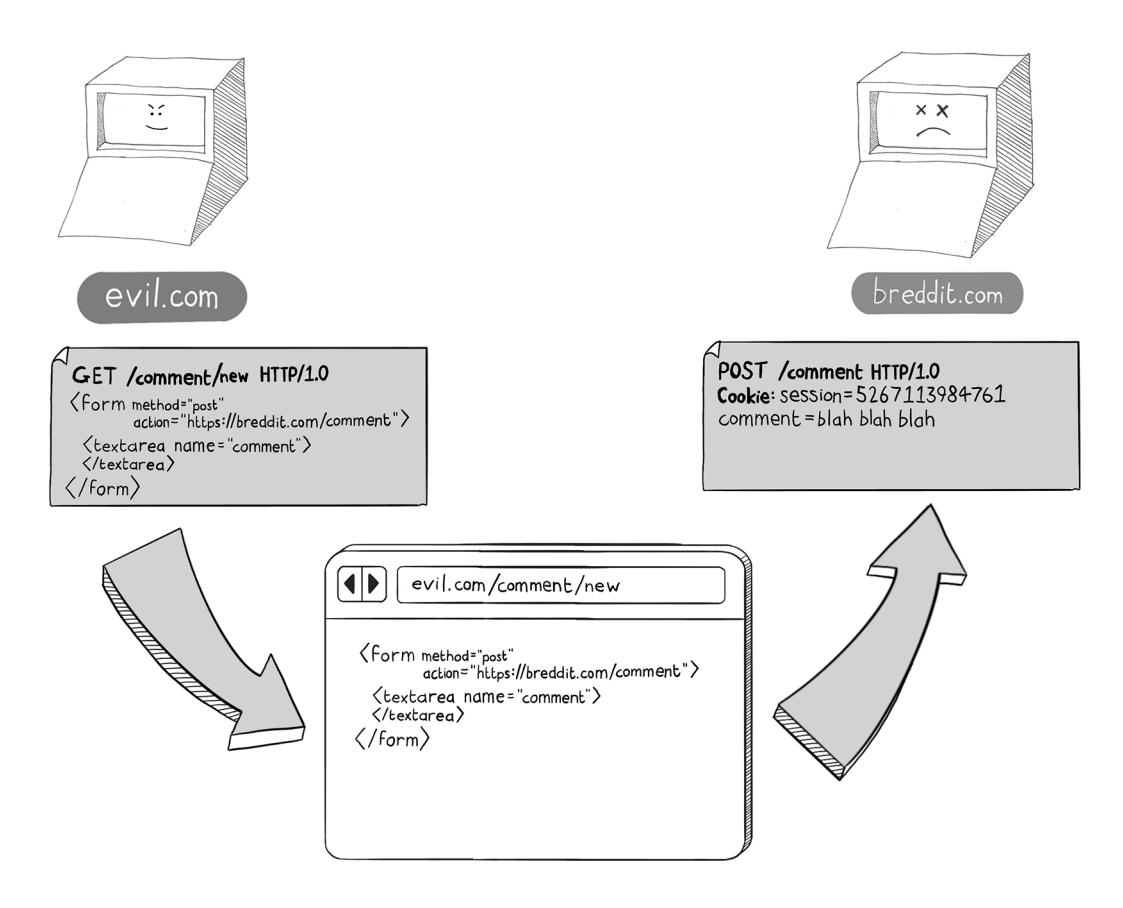 evil.com
GET /comment/new HTTP/1.0
<form method="post"
action="https://breddit.com/comment">
<textarea name="comment">
</textarea>
</form>
breddit.com
POST /comment HTTP/1.0
Cookie: session=5267113984761
comment=blah blah blah
evil.com/comment/new
<form method="post"
action="https://breddit.com/comment">
<textarea name="comment">
</textarea>
</form>